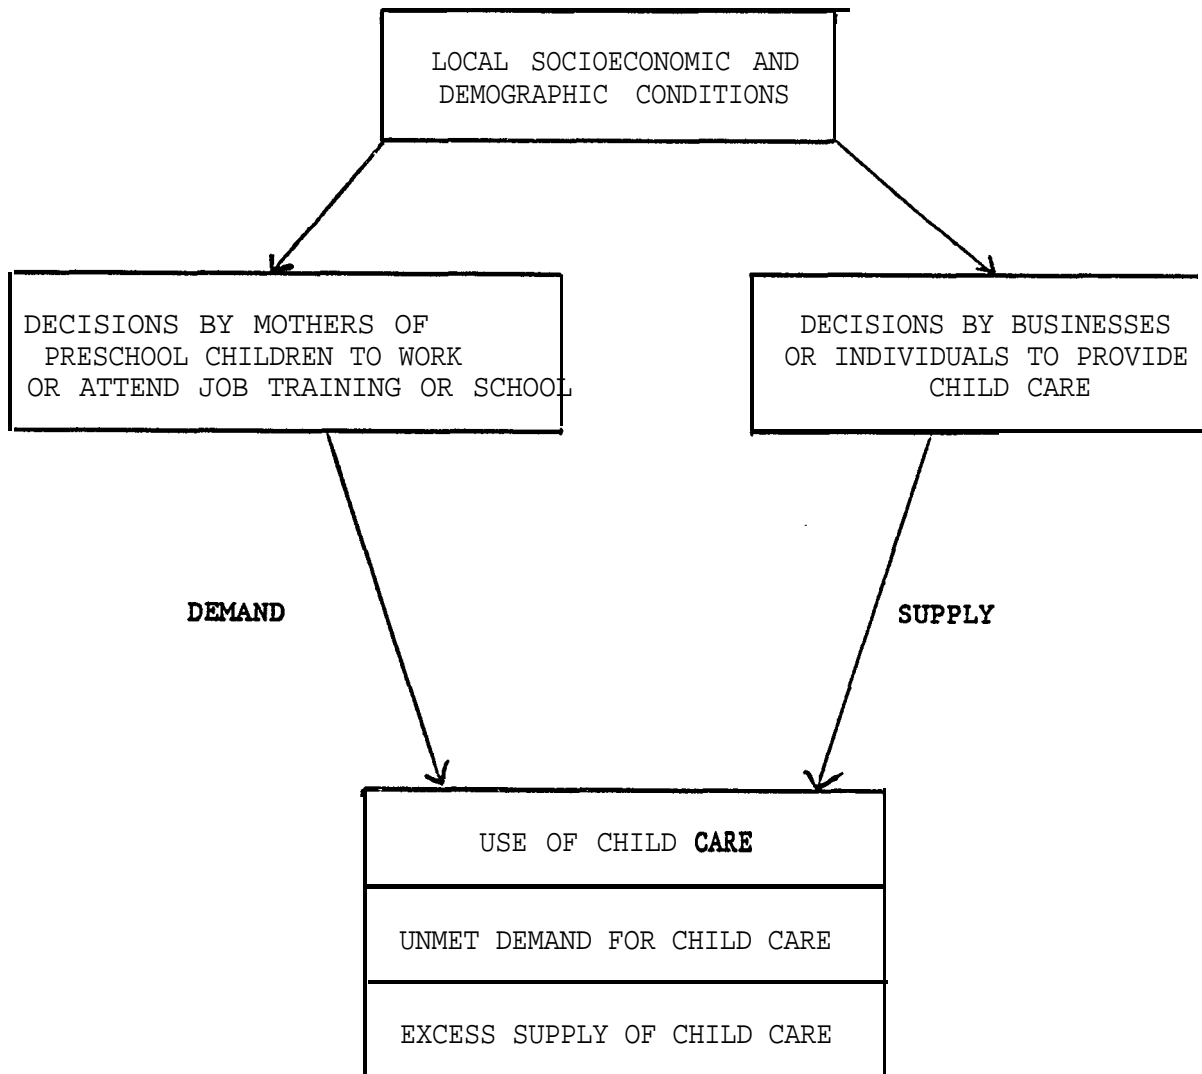 LOCAL SOCIOECONOMIC AND
DEMOGRAPHIC CONDITIONS
DECISIONS BY MOTHERS OF
PRESCHOOL CHILDREN TO WORK
OR ATTEND JOB TRAINING OR SCHOOL
DECISIONS BY BUSINESSES
OR INDIVIDUALS TO PROVIDE
CHILD CARE
DEMAND
SUPPLY
USE OF CHILD CARE
UNMET DEMAND FOR CHILD CARE
EXCESS SUPPLY OF CHILD CARE